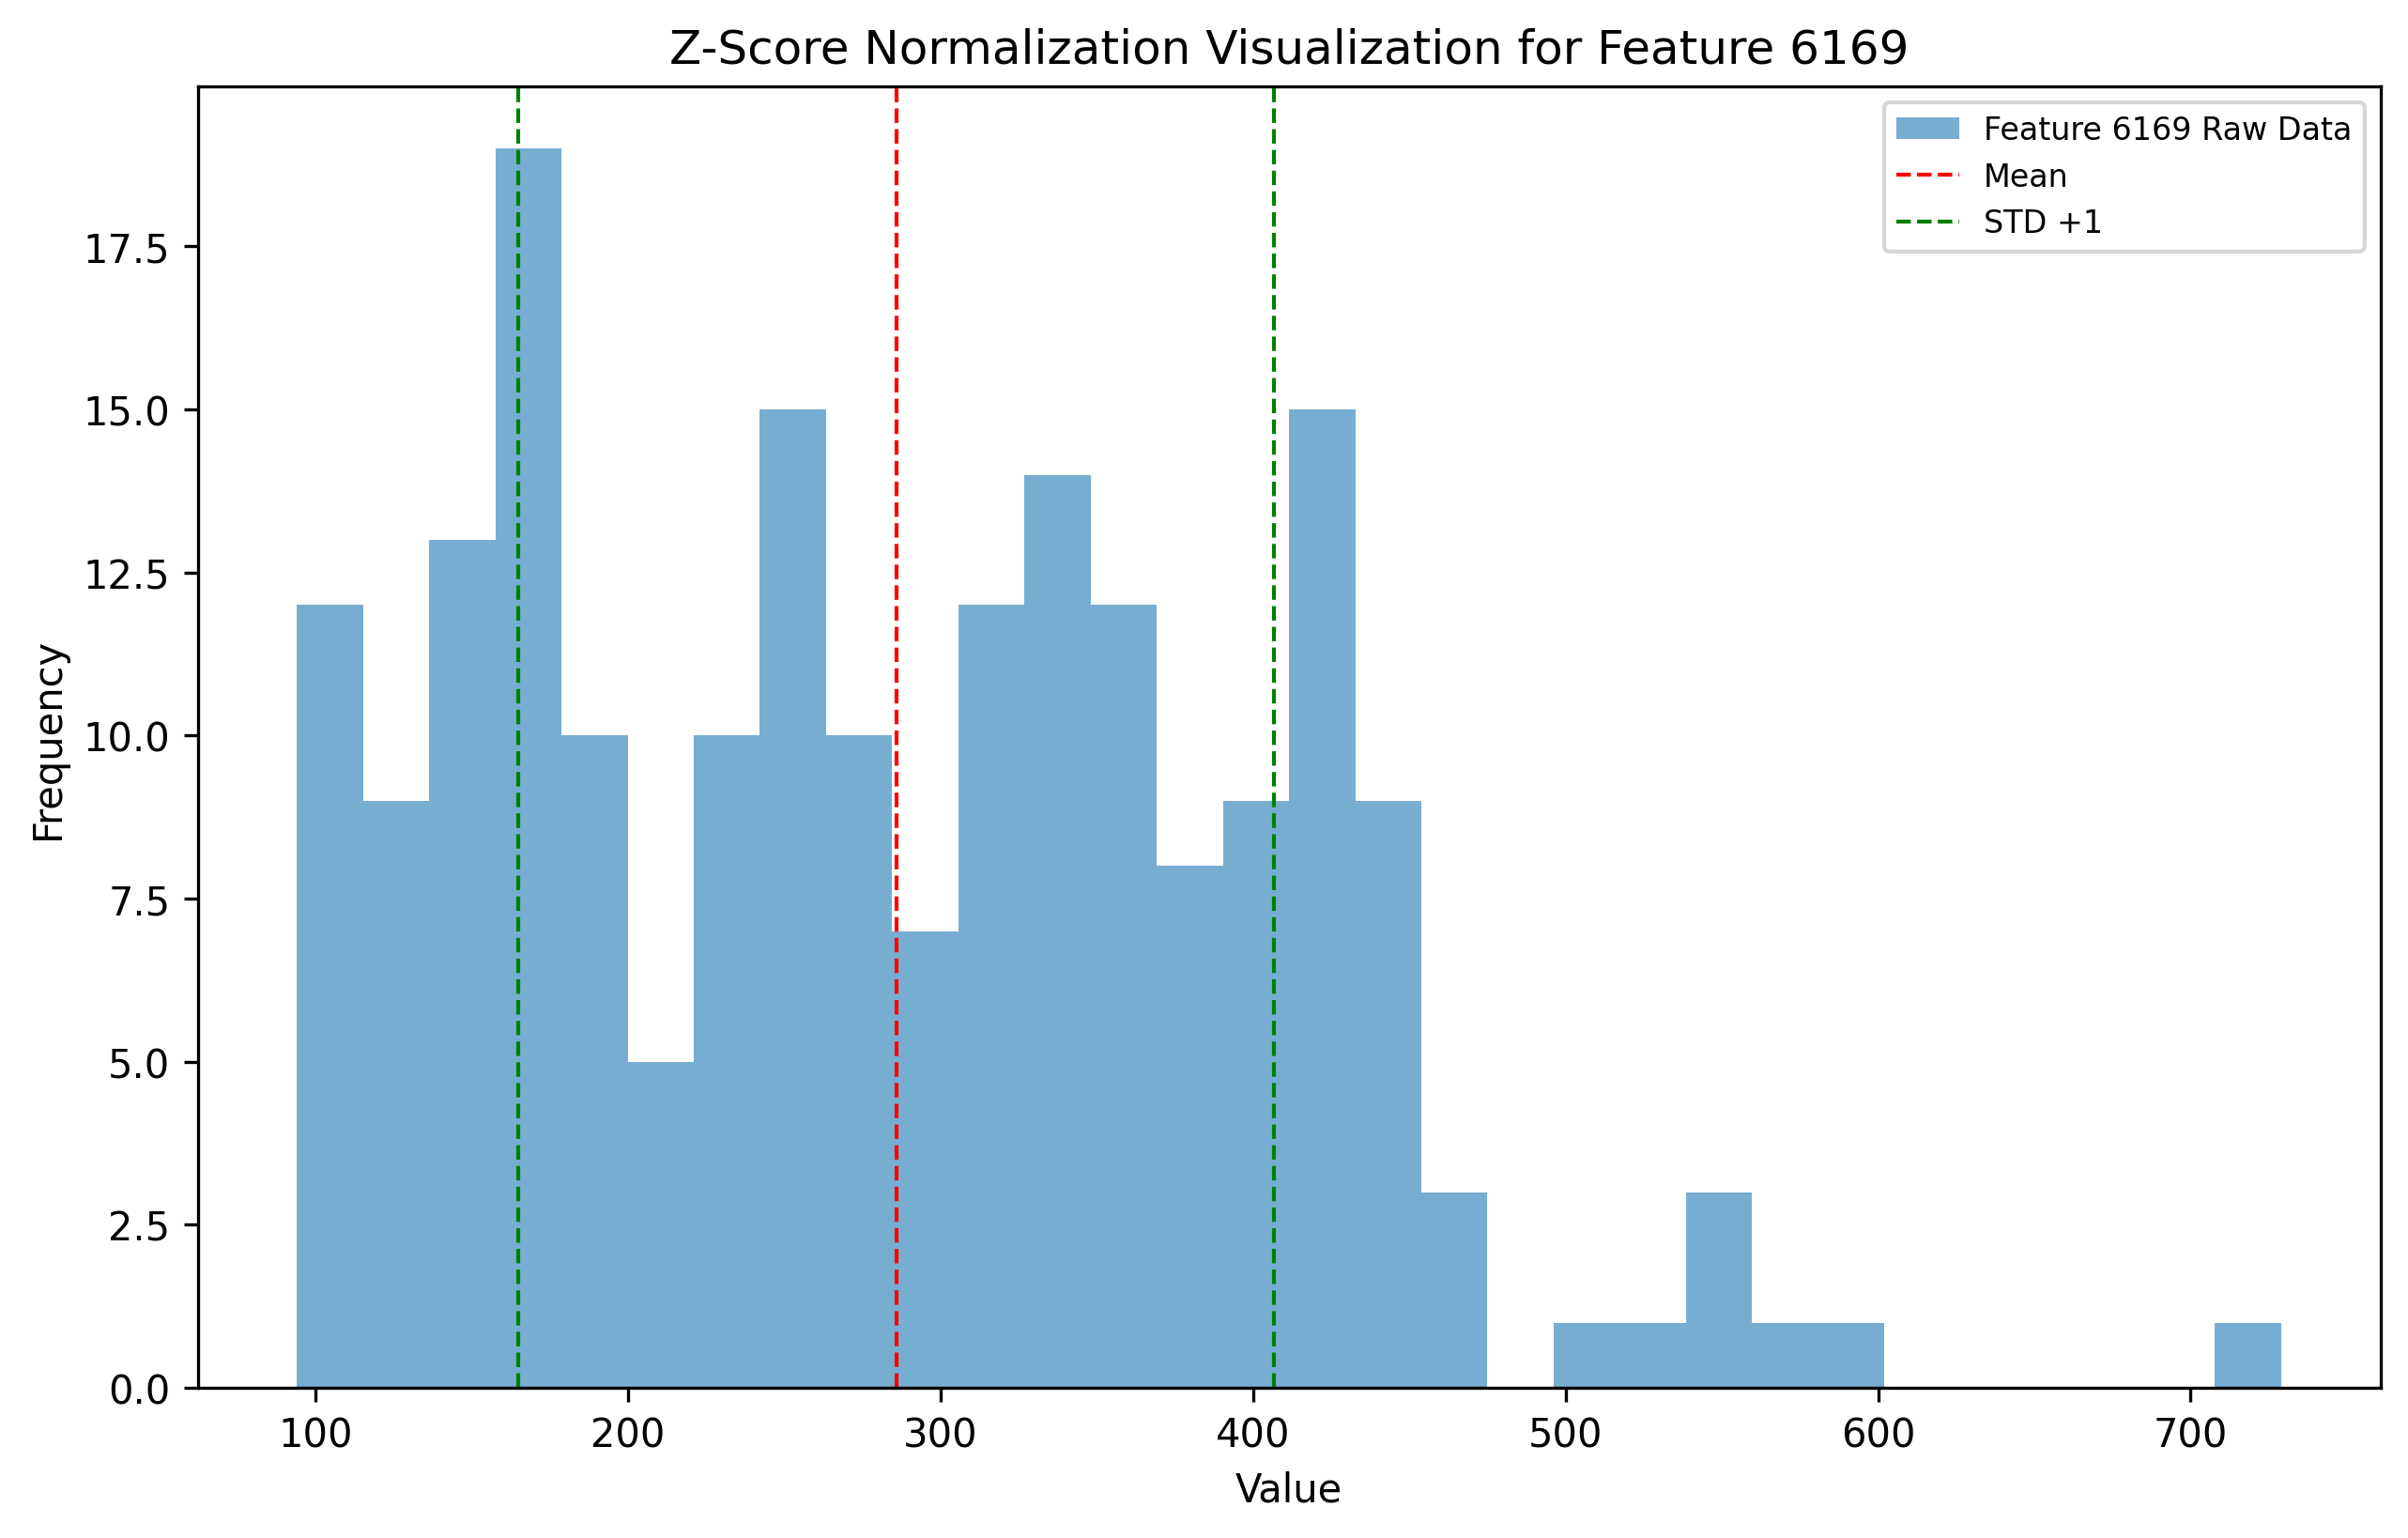 Z-Score Normalization Visualization for Feature 6169
Feature 6169 Raw Data
Mean
STD +1
17.5
15.0
12.5
10.0
7.5
5.0
2.5
0.0
Frequency
100 200 300 400 500 600 700
Value